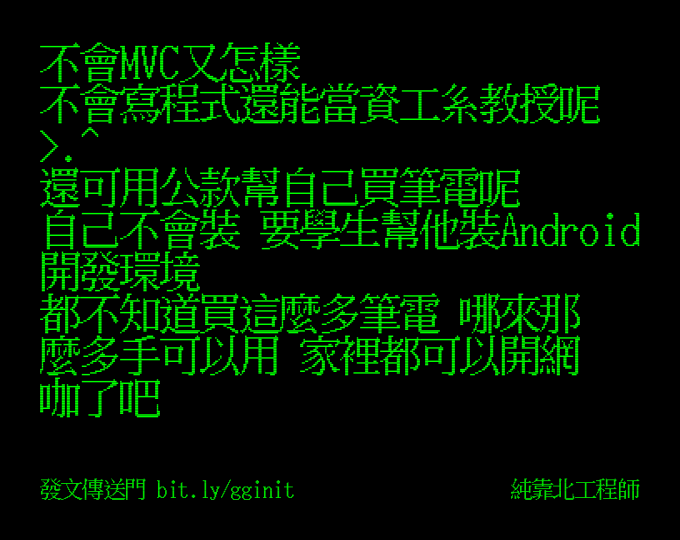 不會MVC又怎樣
不會寫程式還能當資工系教授呢
>.^
還可用公款幫自己買筆電呢
自己不會裝 要學生幫他裝Android
開發環境
都不知道買這麼多筆電 哪來那
麼多手可以用 家裡都可以開網
咖了吧
發文傳送門 bit.ly/gginit
純靠北工程師